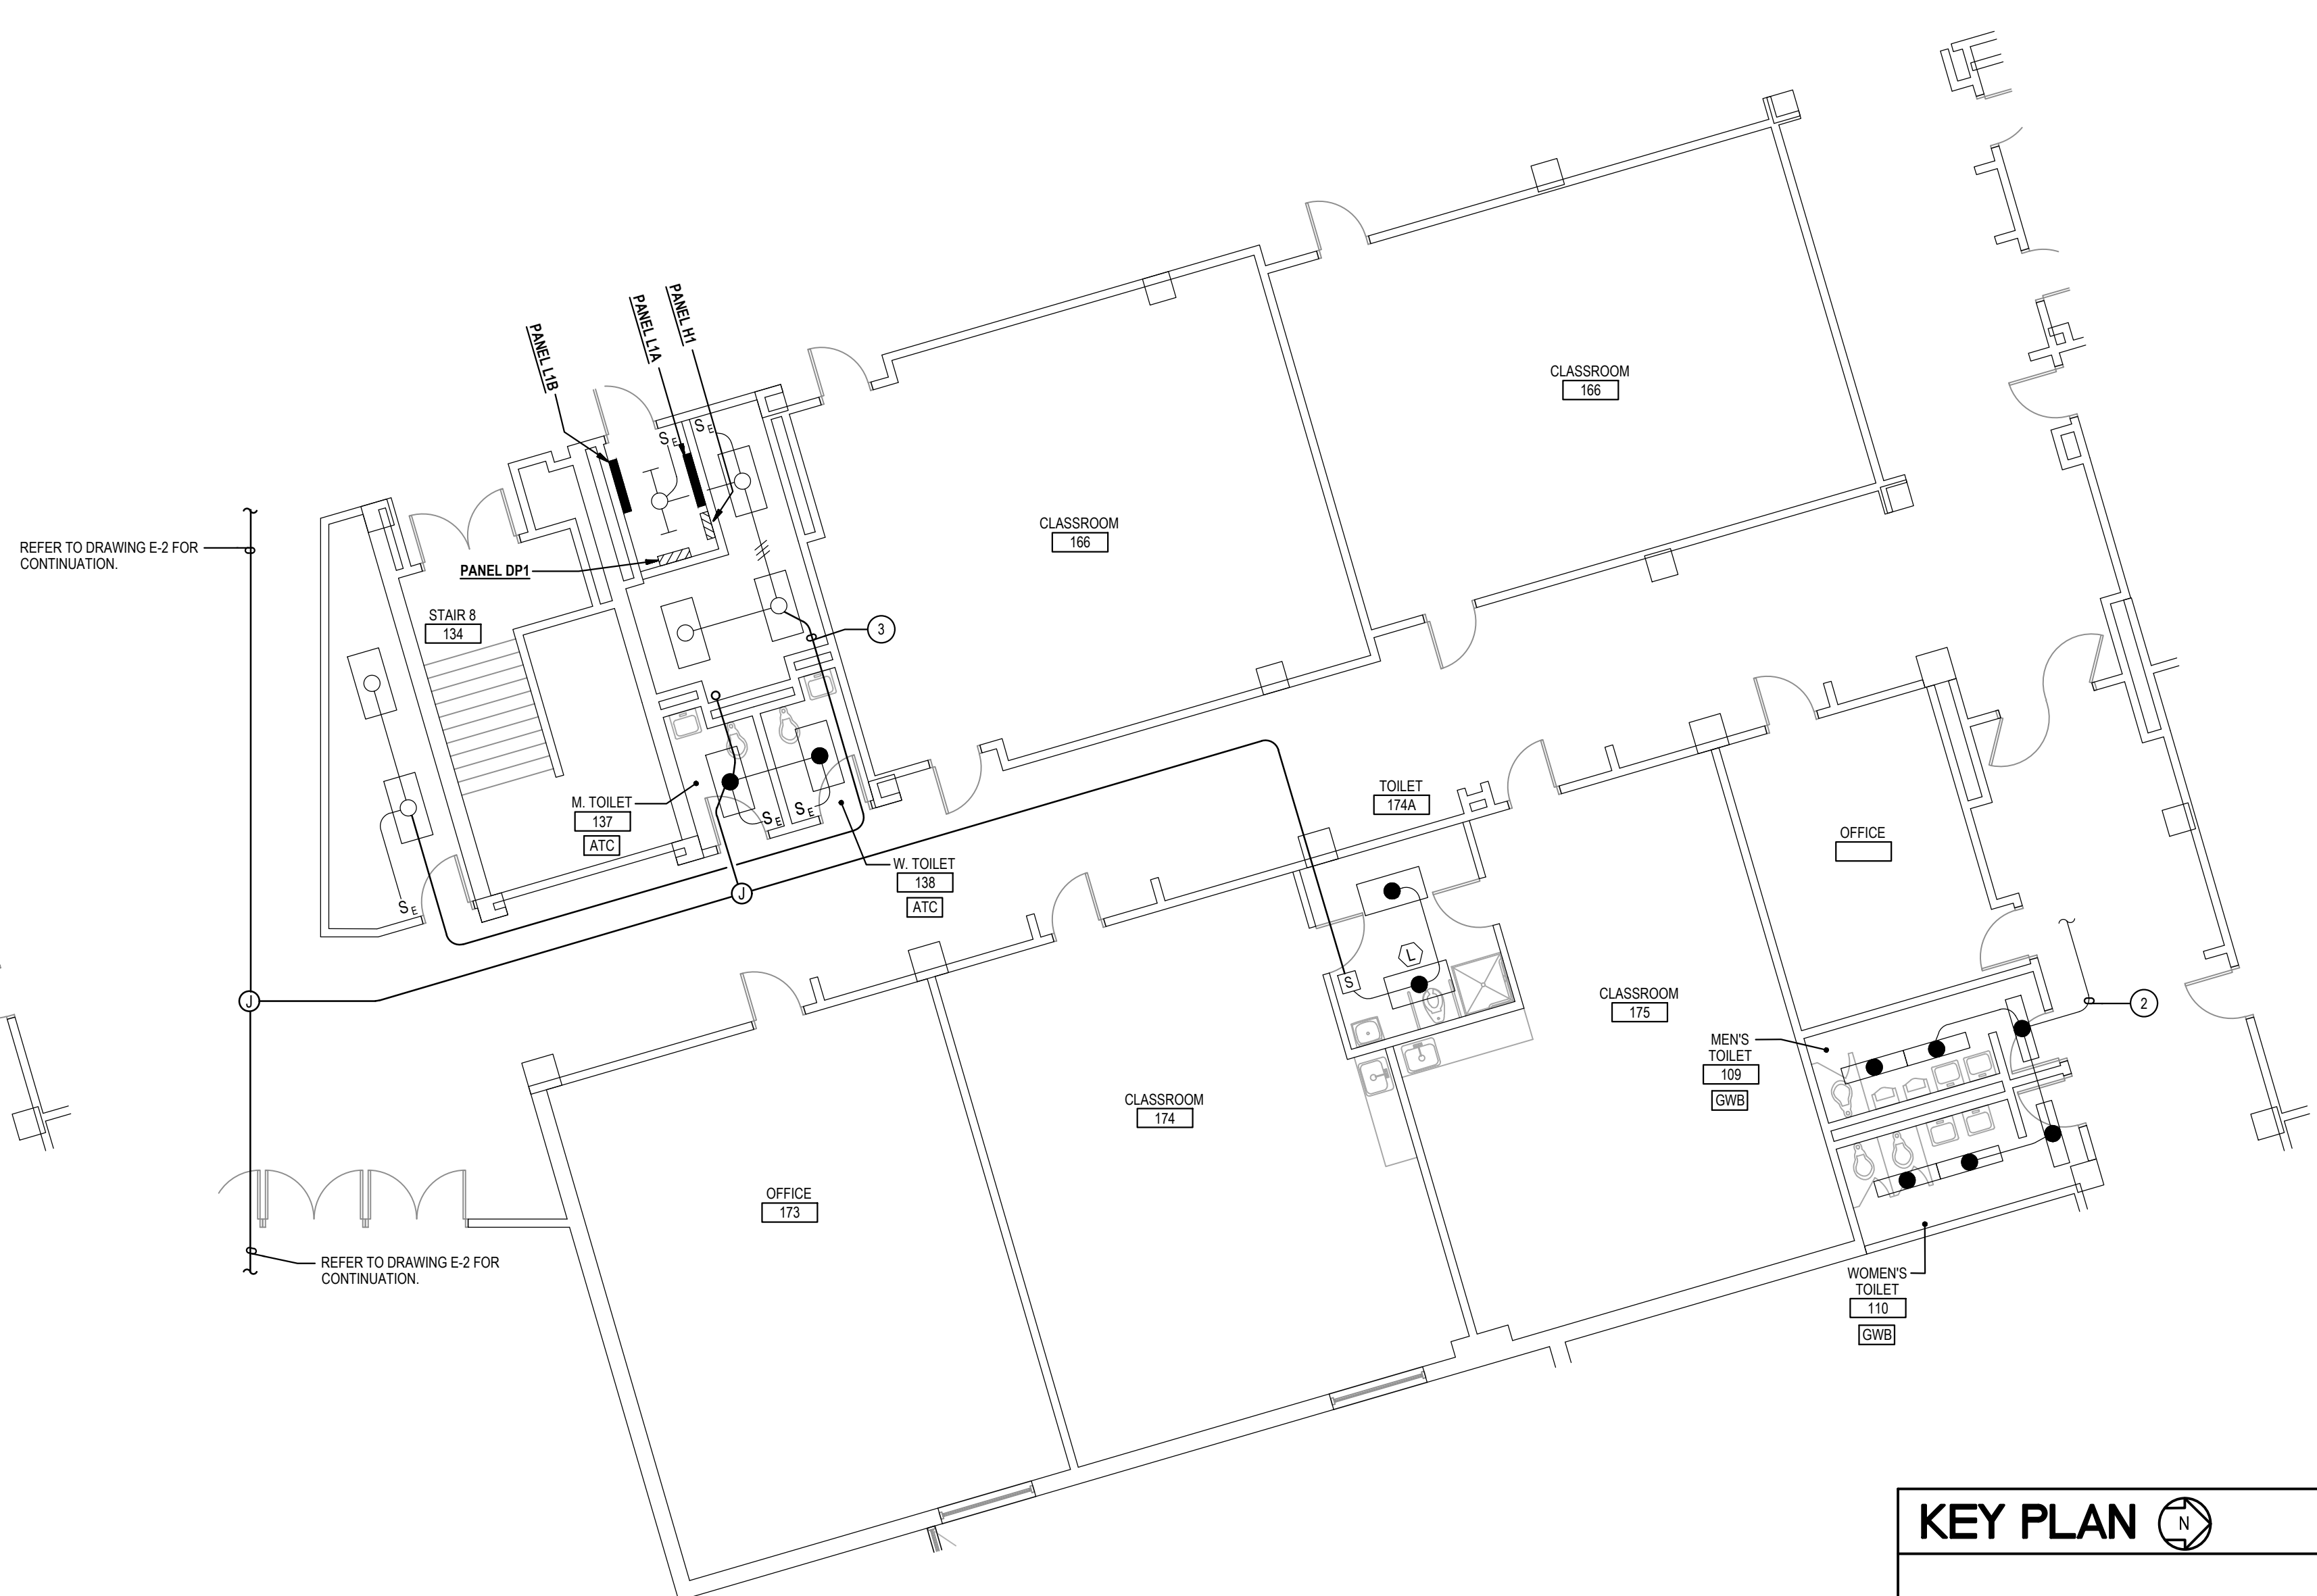 PANEL L1B
PANEL L1A
PANEL H1
CLASSROOM
166
CLASSROOM
166
S E
S E
REFER TO DRAWING E-2 FOR
CONTINUATION.
PANEL DP1
STAIR 8
134
3
M. TOILET
137
ATC
S E
S E
TOILET
174A
OFFICE
W. TOILET
138
ATC
J
S E
L
S
J
CLASSROOM
175
2
MEN'S
TOILET
109
GWB
CLASSROOM
174
OFFICE
173
REFER TO DRAWING E-2 FOR
CONTINUATION.
WOMEN'S
TOILET
110
GWB
KEY PLAN N